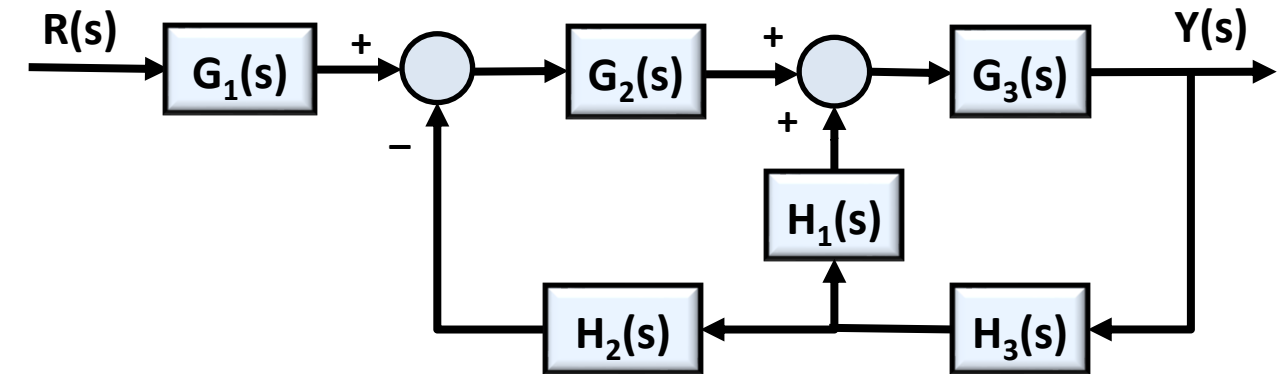 R(s)
Y(s)
G₁(s)
+
G₂(s)
+
G₃(s)
−
+
H₁(s)
H₂(s)
H₃(s)